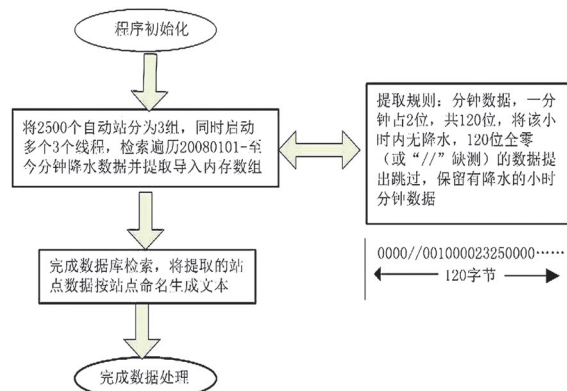 程序初始化
将2500个自动站分为3组，同时启动
多个3个线程，检索遍历20080101-至
今分钟降水数据并提取导入内存数组
提取规则：分钟数据，一分
钟占2位，共120位，将该小
时内无降水，120位全零
（或“//”缺测）的数据提
出跳过，保留有降水的小时
分钟数据
完成数据库检索，将提取的站
点数据按站点命名生成文本
0000//001000023250000……
120字节
完成数据处理